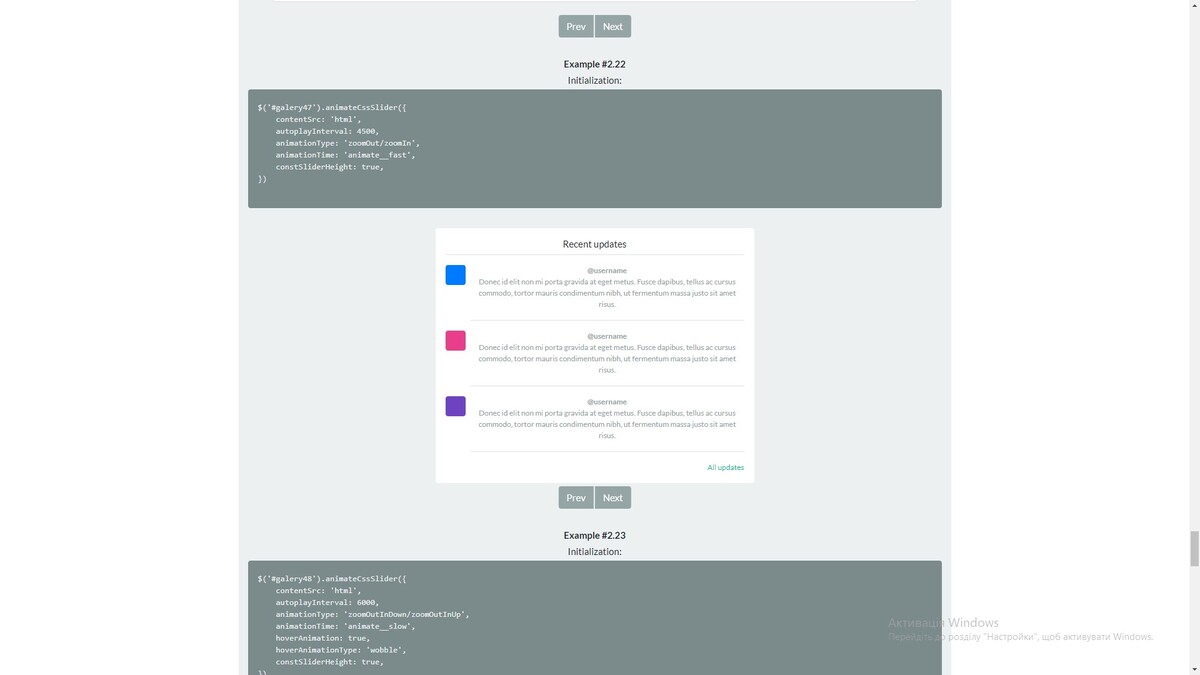 Prev Next
Example #2.22
Initialization:
$('#galery47').animateCssSlider({
contentSrc: 'html',
autoplayInterval: 4500,
animationType: 'zoomOut/zoomIn',
animationTime: 'animate__fast',
constSliderHeight: true,
})
Recent updates
@username
Donec id elit non mi porta gravida at eget metus. Fusce dapibus, tellus ac cursus
commodo, tortor mauris condimentum nibh, ut fermentum massa justo sit amet
risus.
@username
Donec id elit non mi porta gravida at eget metus. Fusce dapibus, tellus ac cursus
commodo, tortor mauris condimentum nibh, ut fermentum massa justo sit amet
risus.
@username
Donec id elit non mi porta gravida at eget metus. Fusce dapibus, tellus ac cursus
commodo, tortor mauris condimentum nibh, ut fermentum massa justo sit amet
risus.
All updates
Prev Next
Example #2.23
Initialization:
$('#galery48').animateCssSlider({
contentSrc: 'html',
autoplayInterval: 6000,
animationType: 'zoomOutInDown/zoomOutInUp',
animationTime: 'animate__slow',
hoverAnimation: true,
hoverAnimationType: 'wobble',
constSliderHeight: true,
})
Активація Windows
Перейдіть до розділу "Настройки", щоб активувати Windows.